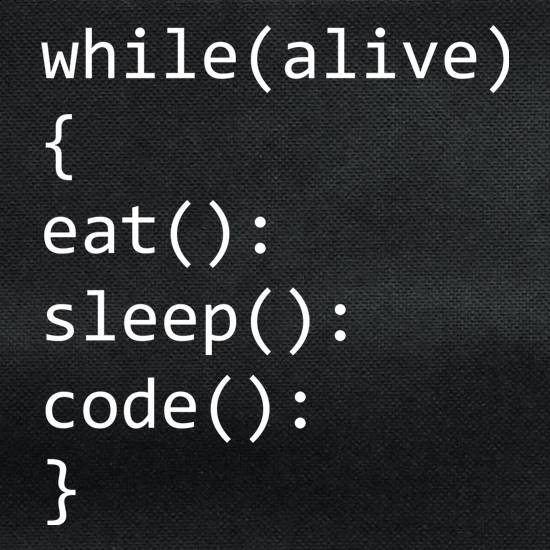 while(alive)
{
eat():
sleep():
code():
}